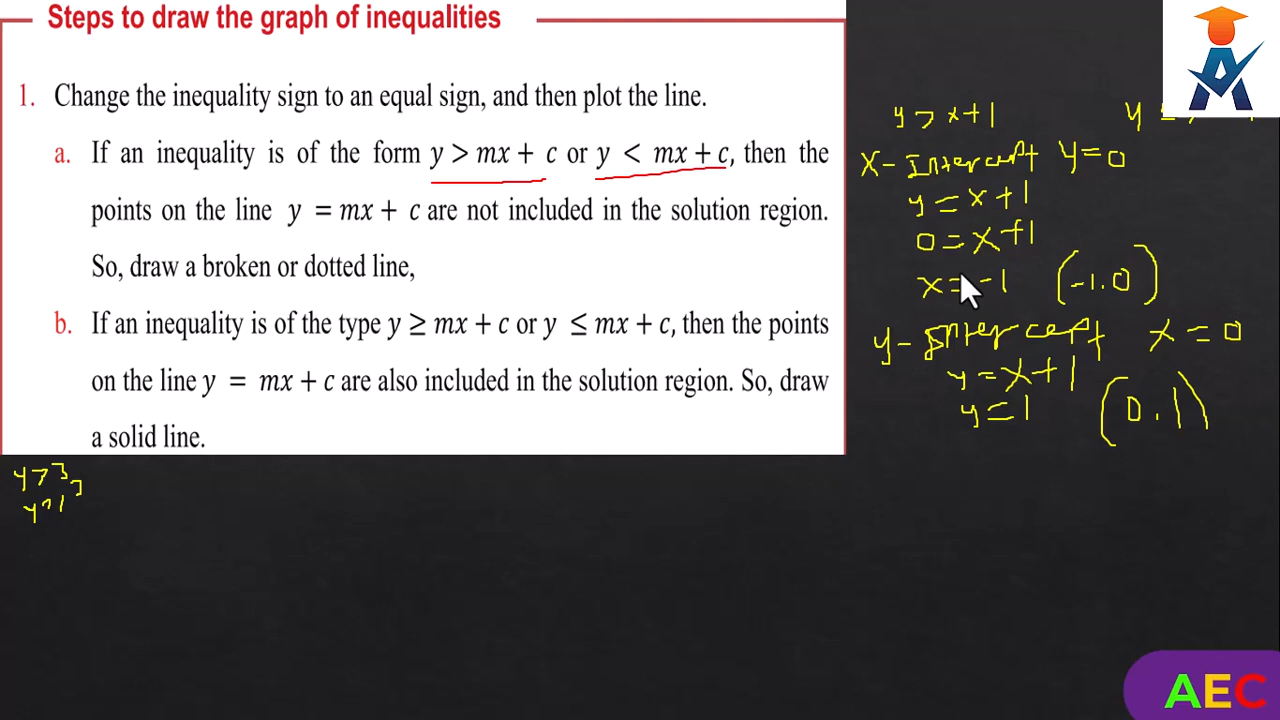 Steps to draw the graph of inequalities
1. Change the inequality sign to an equal sign, and then plot the line.
a. If an inequality is of the form y > mx + c or y < mx + c, then the
points on the line y = mx + c are not included in the solution region.
So, draw a broken or dotted line,
b. If an inequality is of the type y ≥ mx + c or y ≤ mx + c, then the points
on the line y = mx + c are also included in the solution region. So, draw
a solid line.
y > 3,
y > x + 1
X - Intercept y = 0
y = x + 1
0 = x + 1
x = -1 (-1.0)
y - Intercept x = 0
y = x + 1
y = 1 (0.1)
AEC